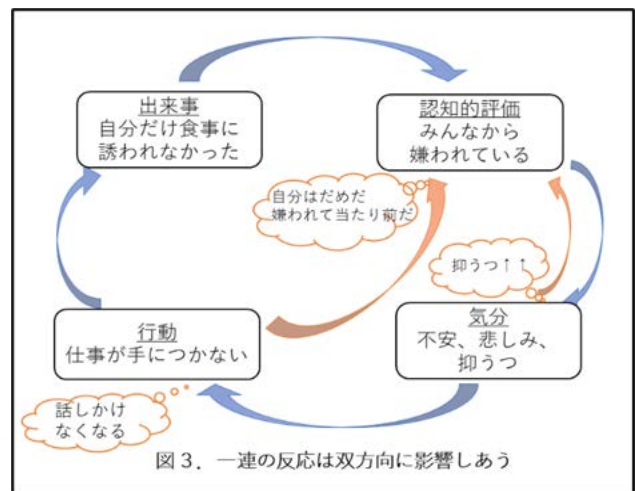 出来事
自分だけ食事に
誘われなかった
認知的評価
みんなから
嫌われている
自分はだめだ
嫌われて当たり前だ
抑うつ↑↑
行動
仕事が手につかない
気分
不安、悲しみ、
抑うつ
話しかけ
なくなる
図３．一連の反応は双方向に影響しあう